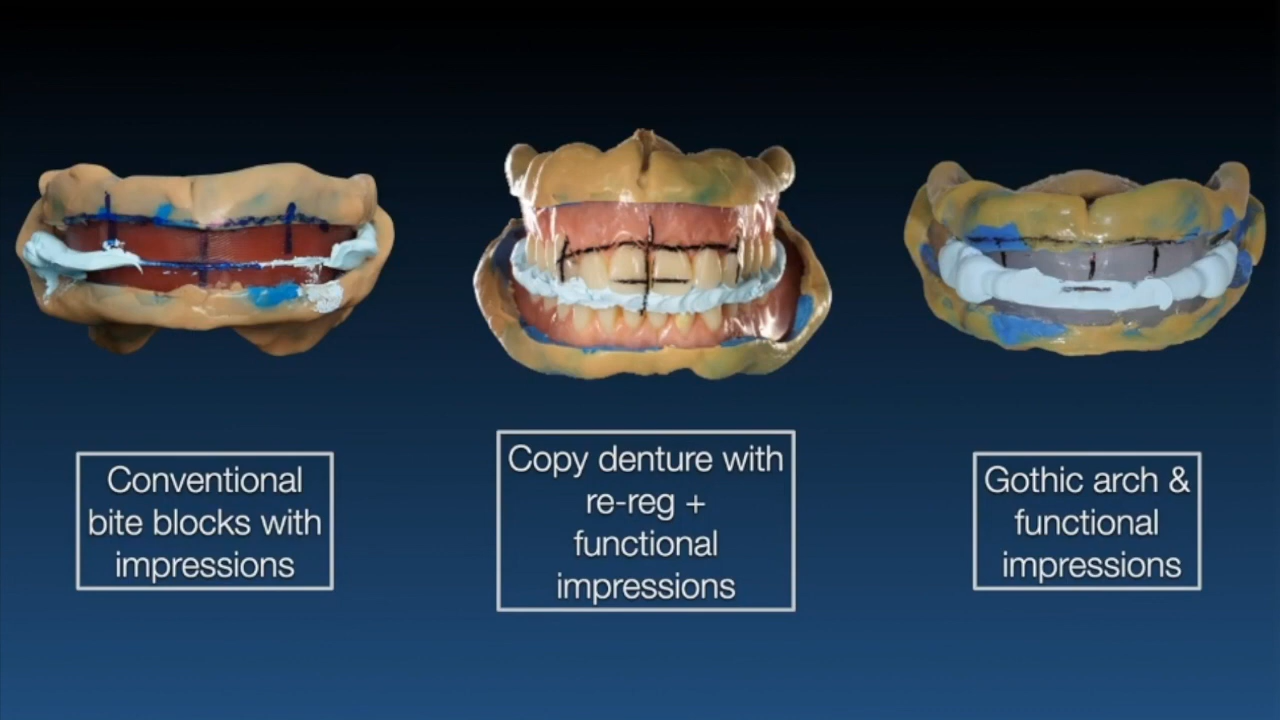 Conventional
bite blocks with
impressions
Copy denture with
re-reg +
functional
impressions
Gothic arch &
functional
impressions